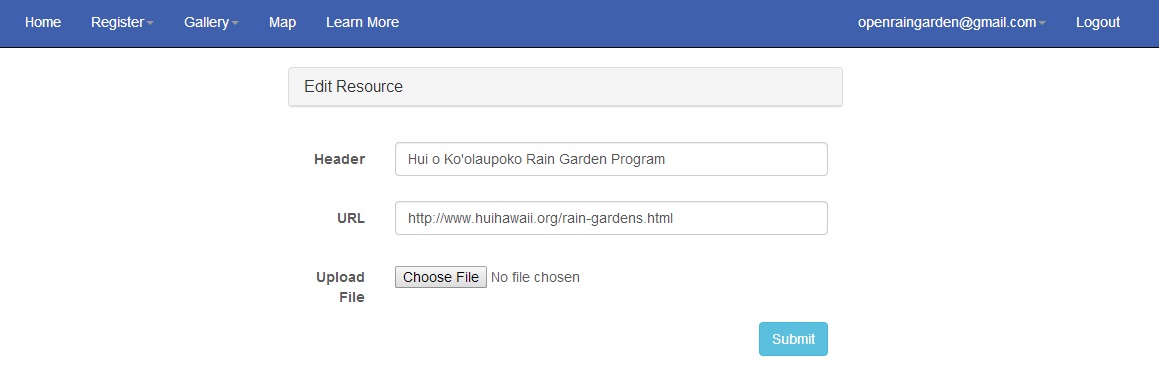 Home Register Gallery Map Learn More openraingarden@gmail.com Logout
Edit Resource
Header Hui o Ko'olaupoko Rain Garden Program
URL http://www.huihawaii.org/rain-gardens.html
Upload Choose File No file chosen
File
Submit